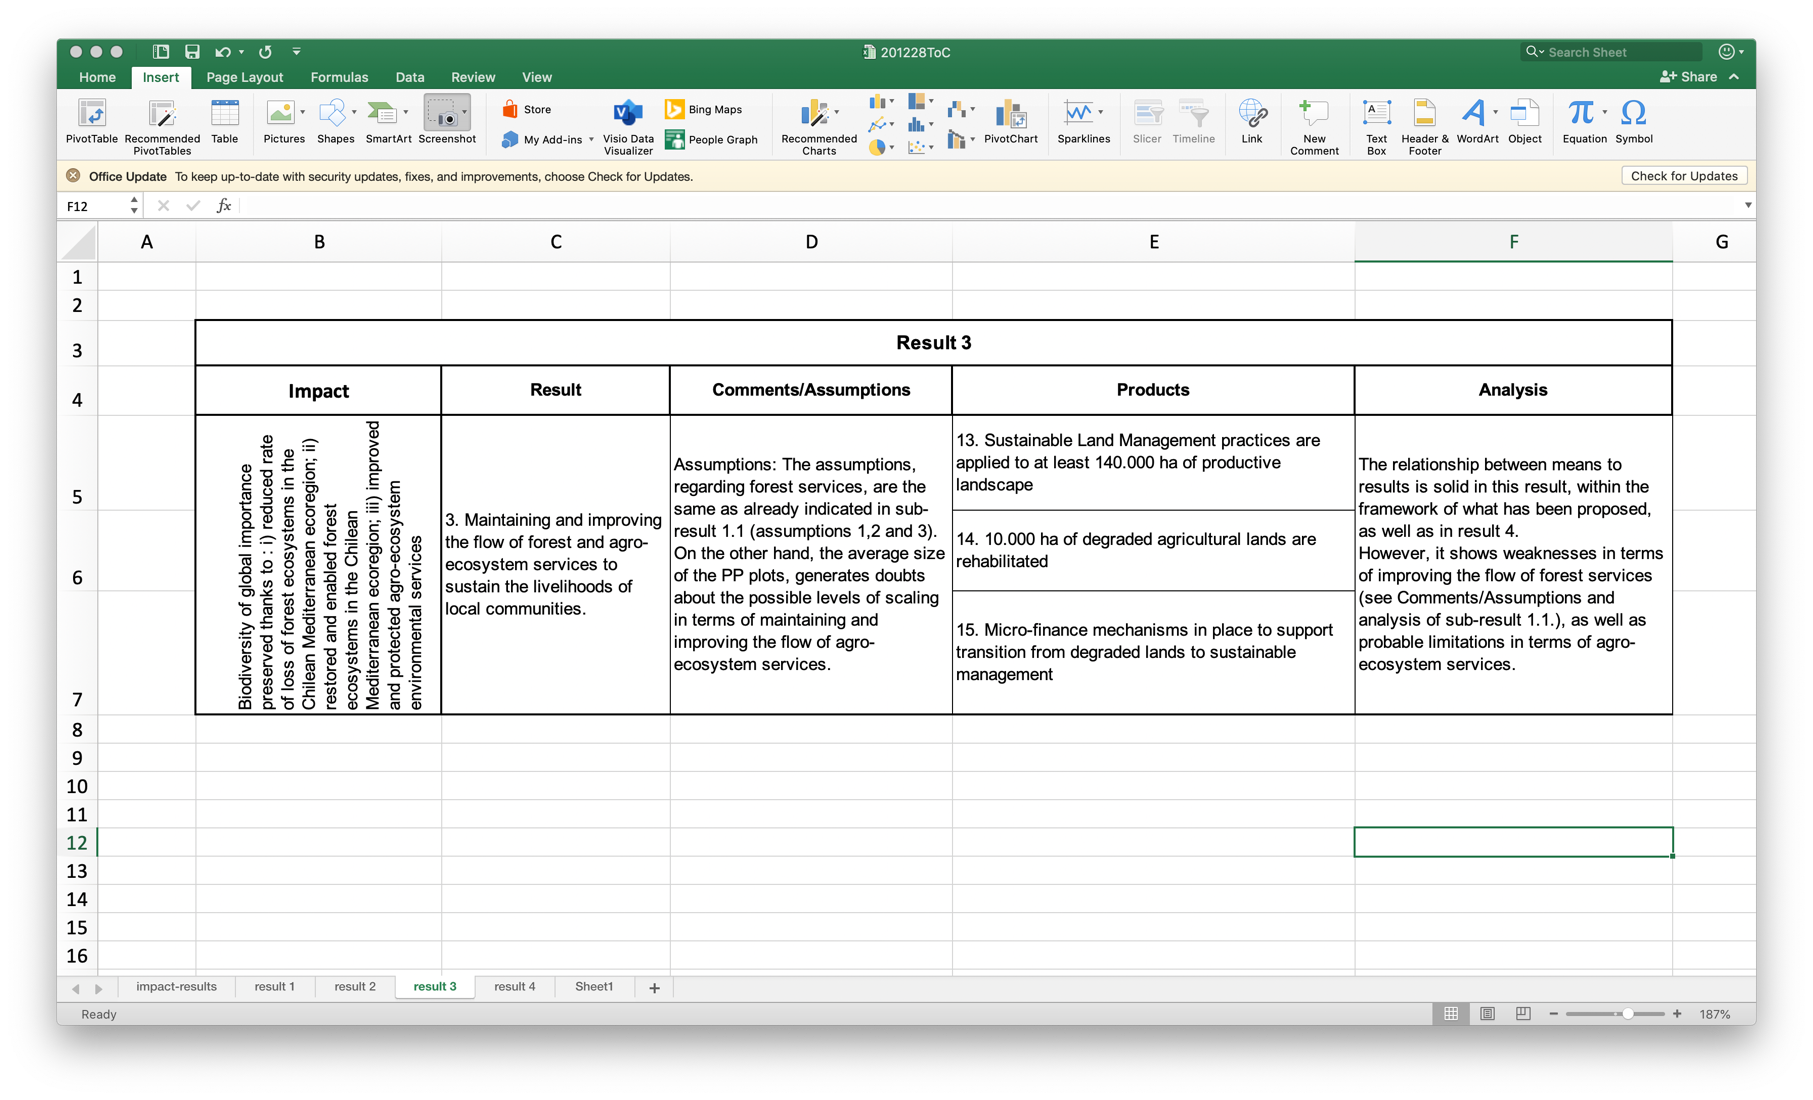 201228ToC
Search Sheet
Home Insert Page Layout Formulas Data Review View
Share
PivotTable
Recommended
PivotTables
Table
Pictures
Shapes
SmartArt
Screenshot
Store
My Add-ins
Visio Data
Visualizer
Bing Maps
People Graph
Recommended
Charts
PivotChart
Sparklines
Slicer
Timeline
Link
New
Comment
Text
Box
Header &
Footer
WordArt
Object
Equation
Symbol
Office Update To keep up-to-date with security updates, fixes, and improvements, choose Check for Updates.
Check for Updates
F12
fx
A B C D E F G
1
2
3
4
5
6
7
8
9
10
11
12
13
14
15
16
Result 3
Impact
Result
Comments/Assumptions
Products
Analysis
Biodiversity of global importance
preserved thanks to : i) reduced rate
of loss of forest ecosystems in the
Chilean Mediterranean ecoregion; ii)
restored and enabled forest
ecosystems in the Chilean
Mediterranean ecoregion; iii) improved
and protected agro-ecosystem
environmental services
3. Maintaining and improving
the flow of forest and agro-
ecosystem services to
sustain the livelihoods of
local communities.
Assumptions: The assumptions,
regarding forest services, are the
same as already indicated in sub-
result 1.1 (assumptions 1,2 and 3).
On the other hand, the average size
of the PP plots, generates doubts
about the possible levels of scaling
in terms of maintaining and
improving the flow of agro-
ecosystem services.
13. Sustainable Land Management practices are
applied to at least 140.000 ha of productive
landscape
14. 10.000 ha of degraded agricultural lands are
rehabilitated
15. Micro-finance mechanisms in place to support
transition from degraded lands to sustainable
management
The relationship between means to
results is solid in this result, within the
framework of what has been proposed,
as well as in result 4.
However, it shows weaknesses in terms
of improving the flow of forest services
(see Comments/Assumptions and
analysis of sub-result 1.1.), as well as
probable limitations in terms of agro-
ecosystem services.
impact-results result 1 result 2 result 3 result 4 Sheet1 +
Ready
187%